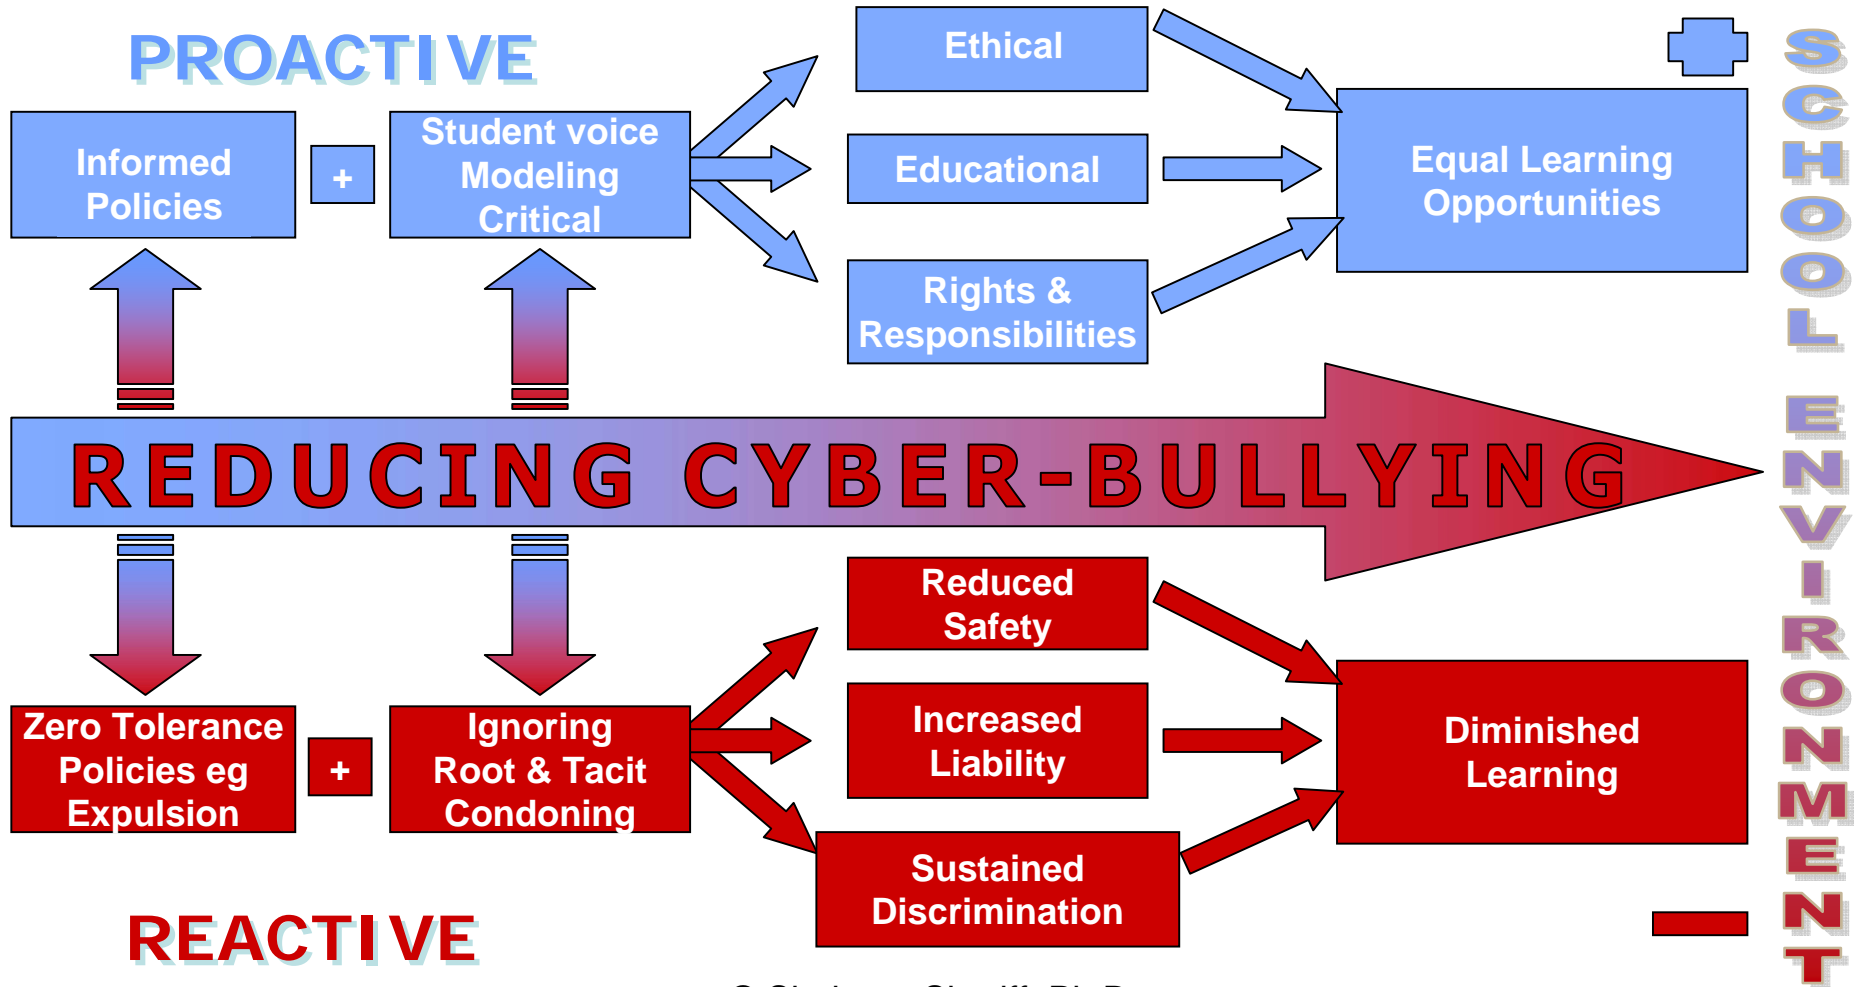 PROACTIVE
Informed
Policies
+
Student voice
Modeling
Critical
Ethical
Educational
Rights &
Responsibilities
Equal Learning
Opportunities
REDUCING CYBER-BULLYING
Zero Tolerance
Policies eg
Expulsion
+
Ignoring
Root & Tacit
Condoning
Reduced
Safety
Increased
Liability
Sustained
Discrimination
Diminished
Learning
REACTIVE
SCHOOL ENVIRONMENT